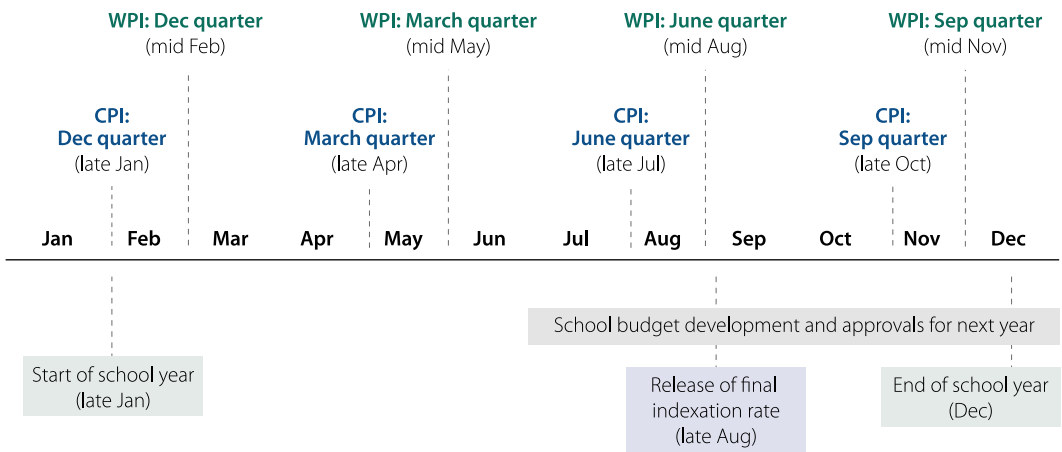 WPI: Dec quarter
(mid Feb)
WPI: March quarter
(mid May)
WPI: June quarter
(mid Aug)
WPI: Sep quarter
(mid Nov)
CPI:
Dec quarter
(late Jan)
CPI:
March quarter
(late Apr)
CPI:
June quarter
(late Jul)
CPI:
Sep quarter
(late Oct)
Jan Feb Mar Apr May Jun Jul Aug Sep Oct Nov Dec
School budget development and approvals for next year
Start of school year
(late Jan)
Release of final
indexation rate
(late Aug)
End of school year
(Dec)